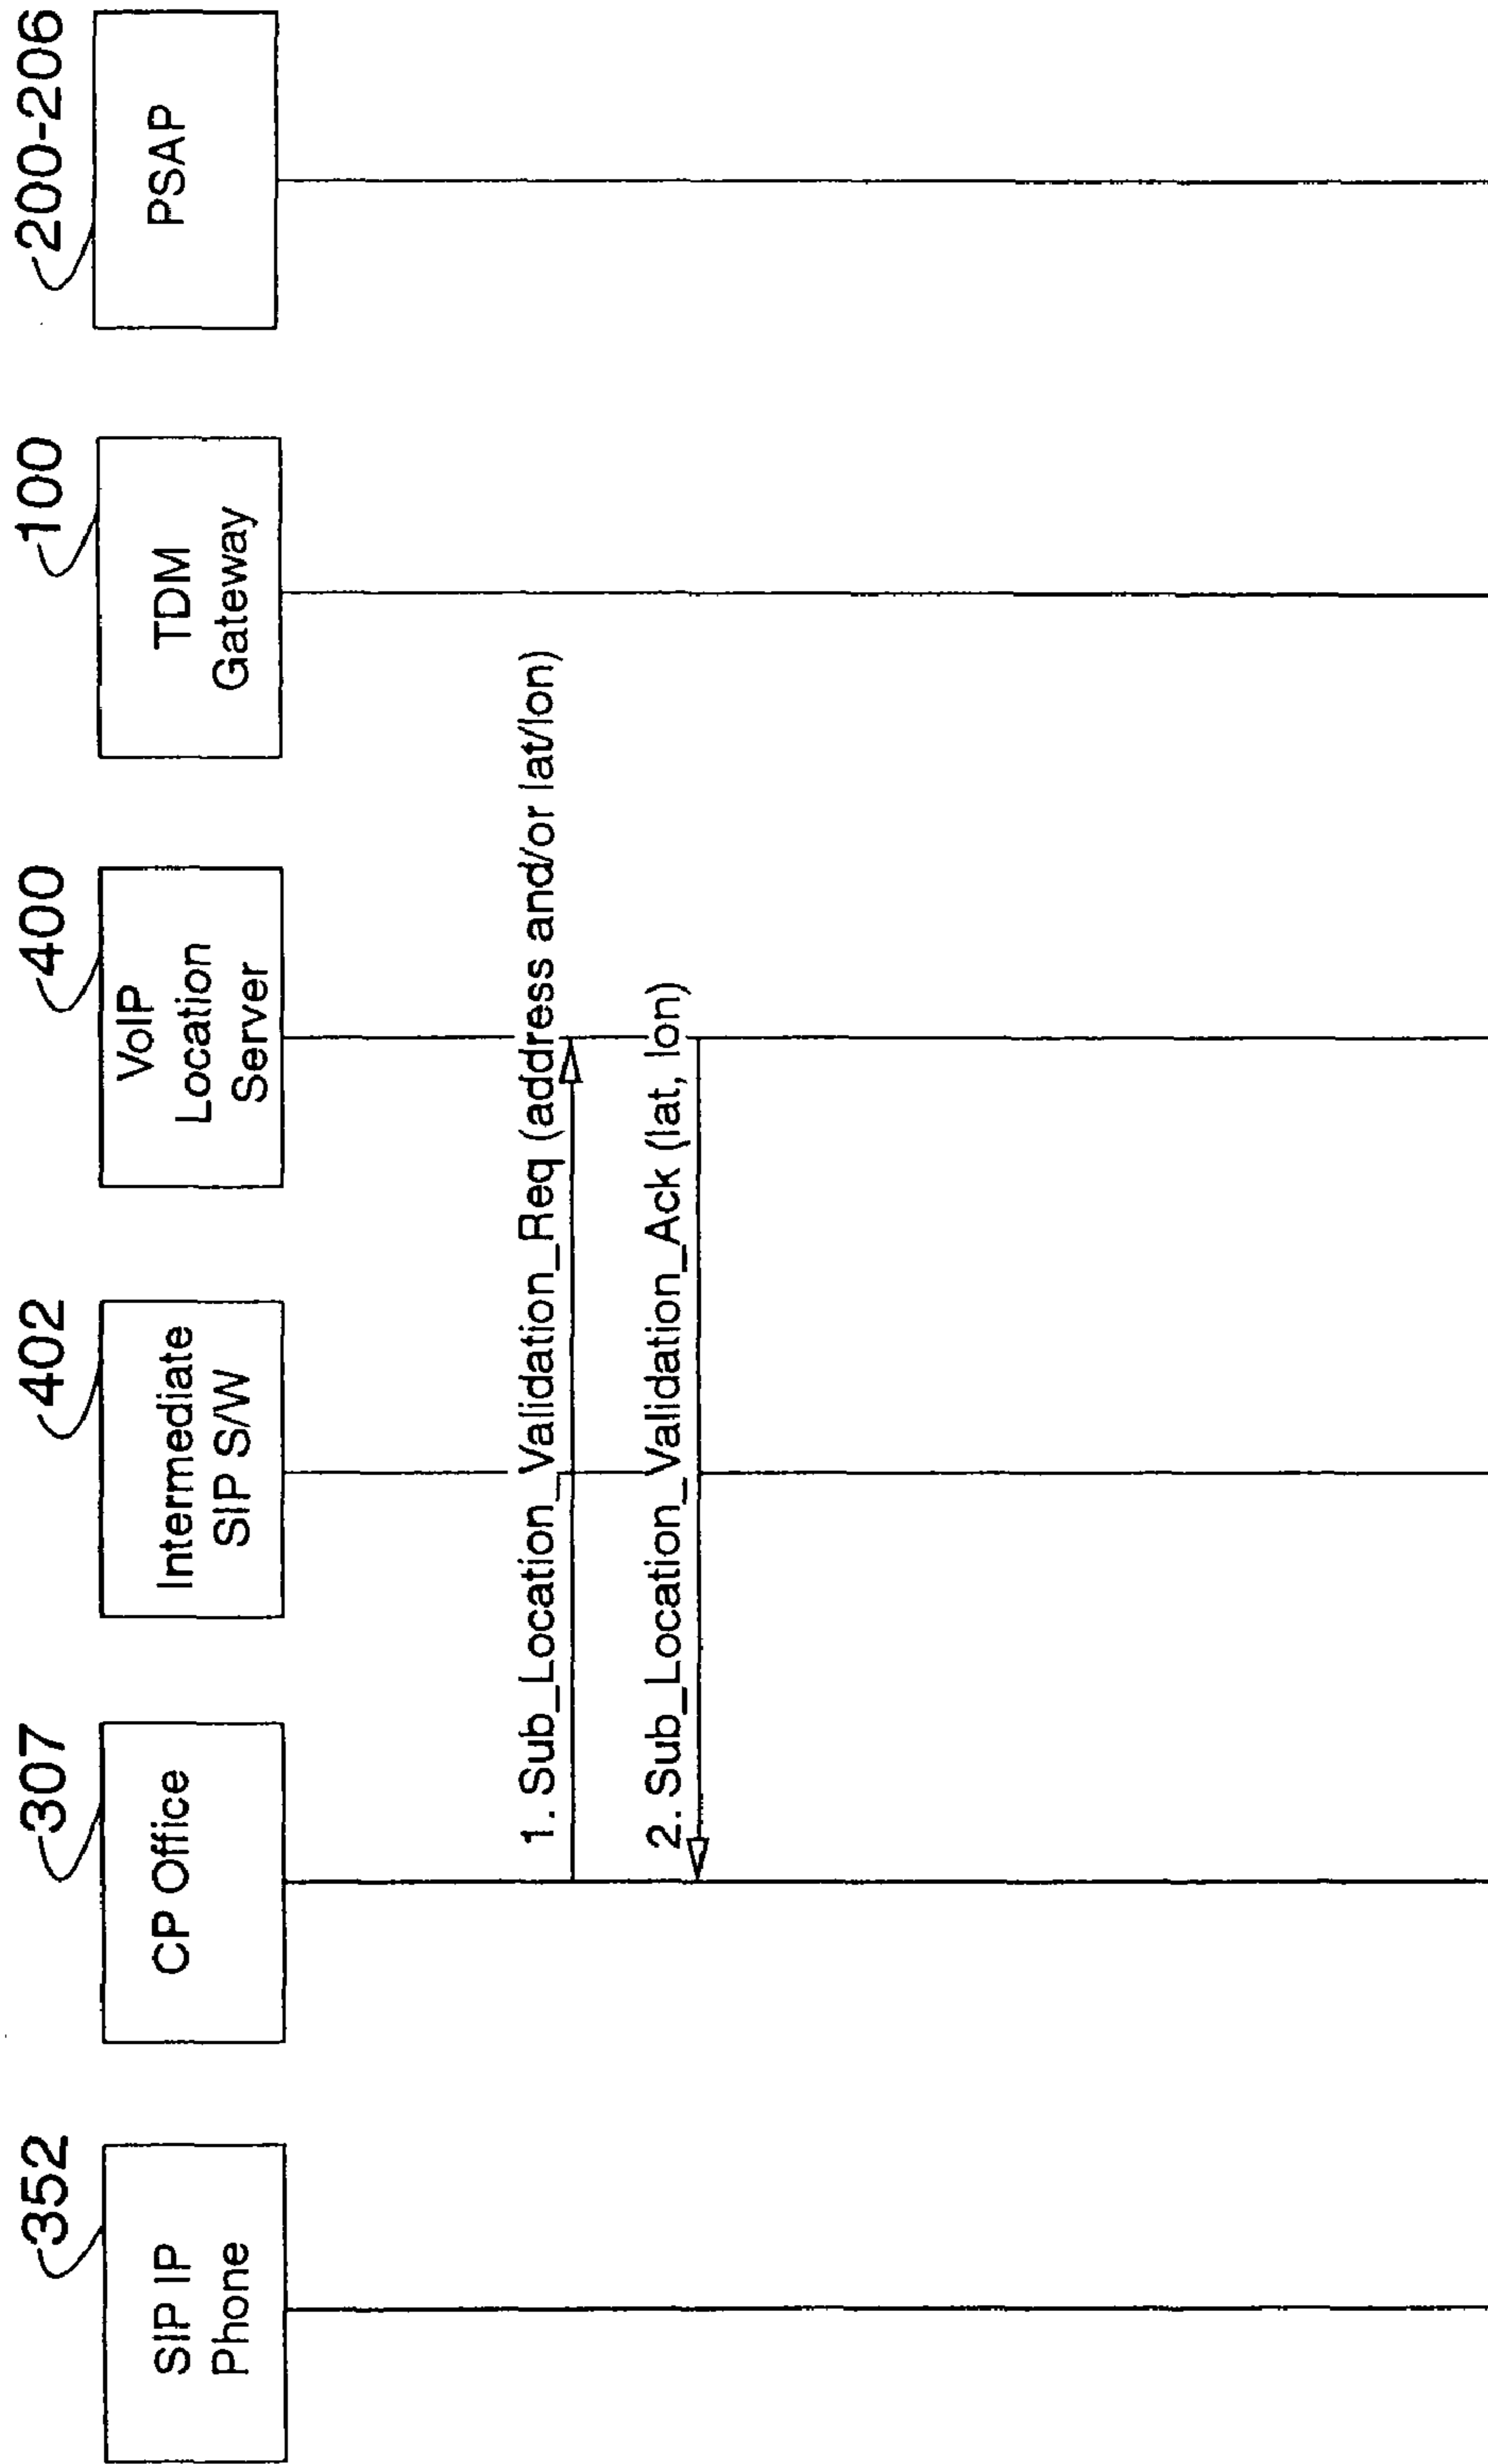 352
307
402
400
100
200-206
SIP IP
Phone
CP Office
Intermediate
SIP S/W
VoIP
Location
Server
TDM
Gateway
PSAP
1. Sub_Location_Validation_Req (address and/or lat/lon)
2. Sub_Location_Validation_Ack (lat, lon)